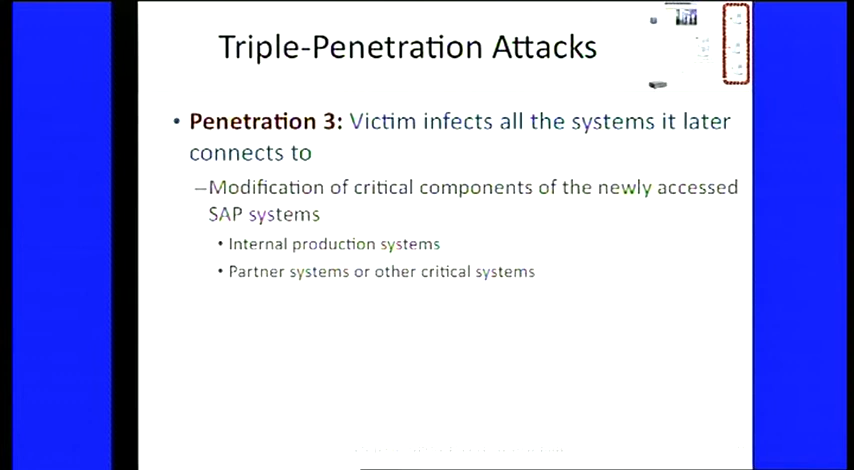 Triple-Penetration Attacks
• Penetration 3: Victim infects all the systems it later
connects to
–Modification of critical components of the newly accessed
SAP systems
• Internal production systems
• Partner systems or other critical systems